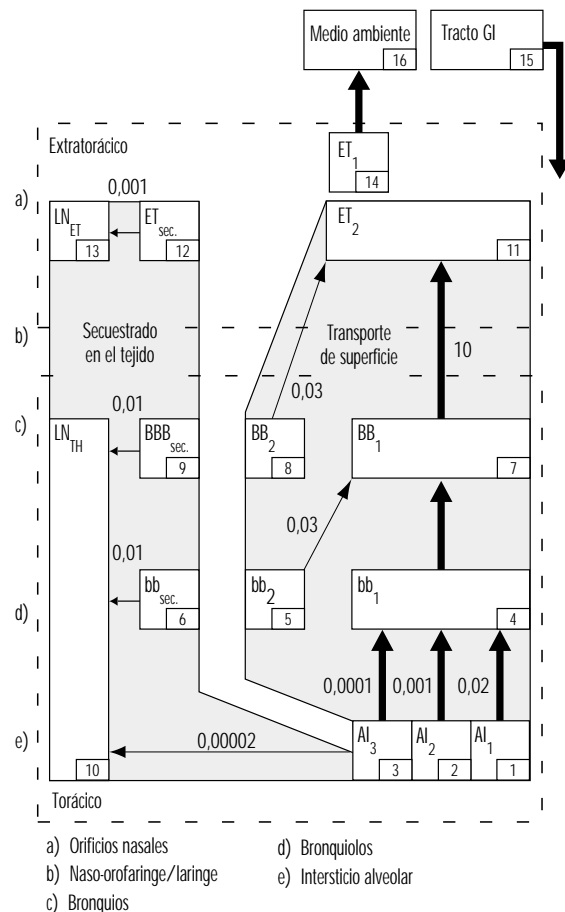 Medio ambiente
16
Tracto GI
15
Extratorácico
ET1
14
a)
0,001
LNET
13
ETsec.
12
ET2
11
b)
Secuestrado
en el tejido
Transporte
de superficie
10
0,03
c)
0,01
LNTH
BBBsec.
9
BB2
8
BB1
7
0,03
0,01
d)
bbsec.
6
bb2
5
bb1
4
0,0001
0,001
0,02
e)
0,00002
10
AI3
3
AI2
2
AI1
1
Torácico
a) Orificios nasales
b) Naso-orofaringe/laringe
c) Bronquios
d) Bronquiolos
e) Intersticio alveolar